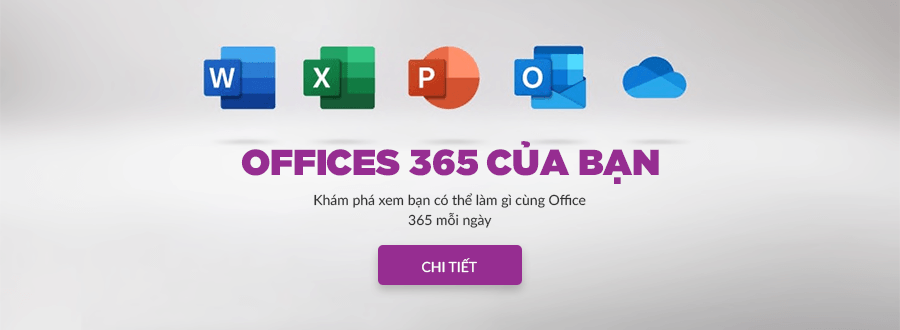 W X P O
OFFICES 365 CỦA BẠN
Khám phá xem bạn có thể làm gì cùng Office
365 mỗi ngày
CHI TIẾT